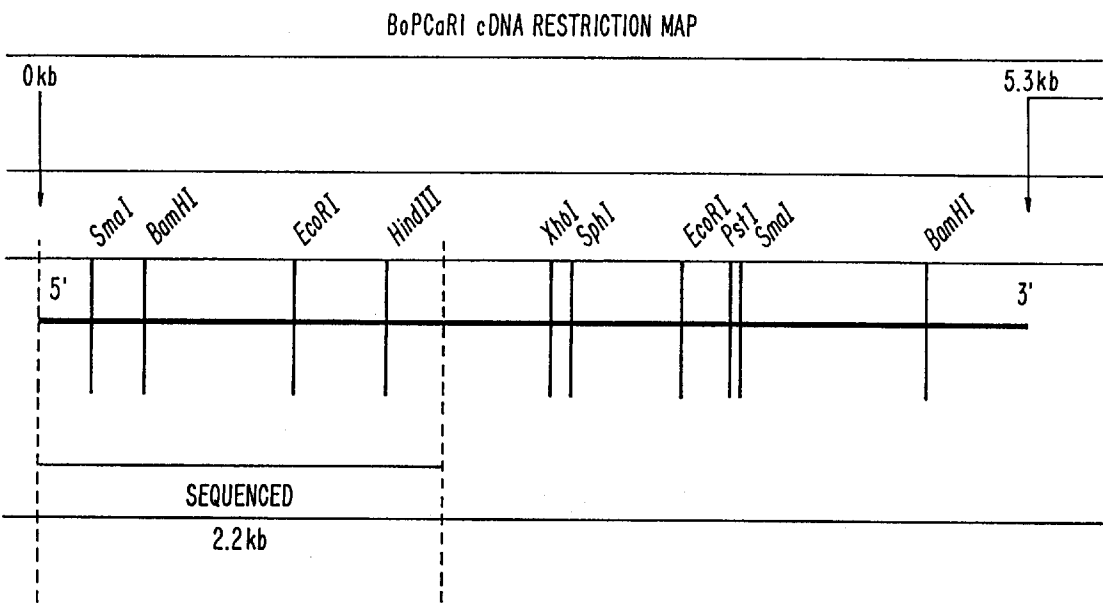 BoPCaRI cDNA RESTRICTION MAP
0kb
5.3kb
SmaI
BamHI
EcoRI
HindIII
XhbI
SphI
EcoRI
PstI
SmaI
BamHI
5'
3'
SEQUENCED
2.2kb